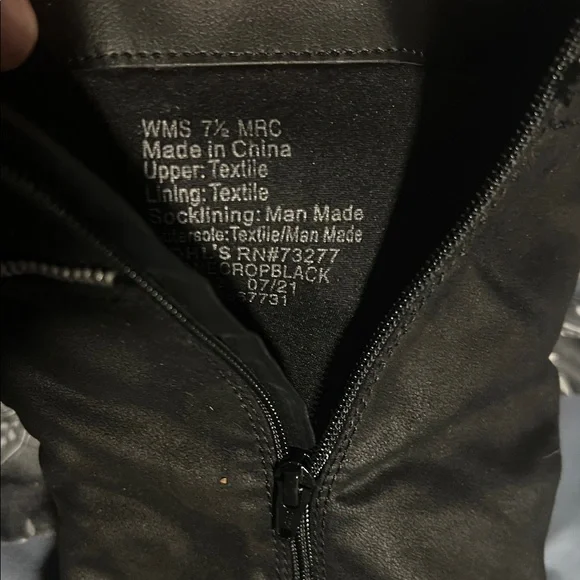 WMS 7½ MRC
Made in China
Upper: Textile
Lining: Textile
Socklining: Man Made
Textile/Man Made
RN#73277
07/21